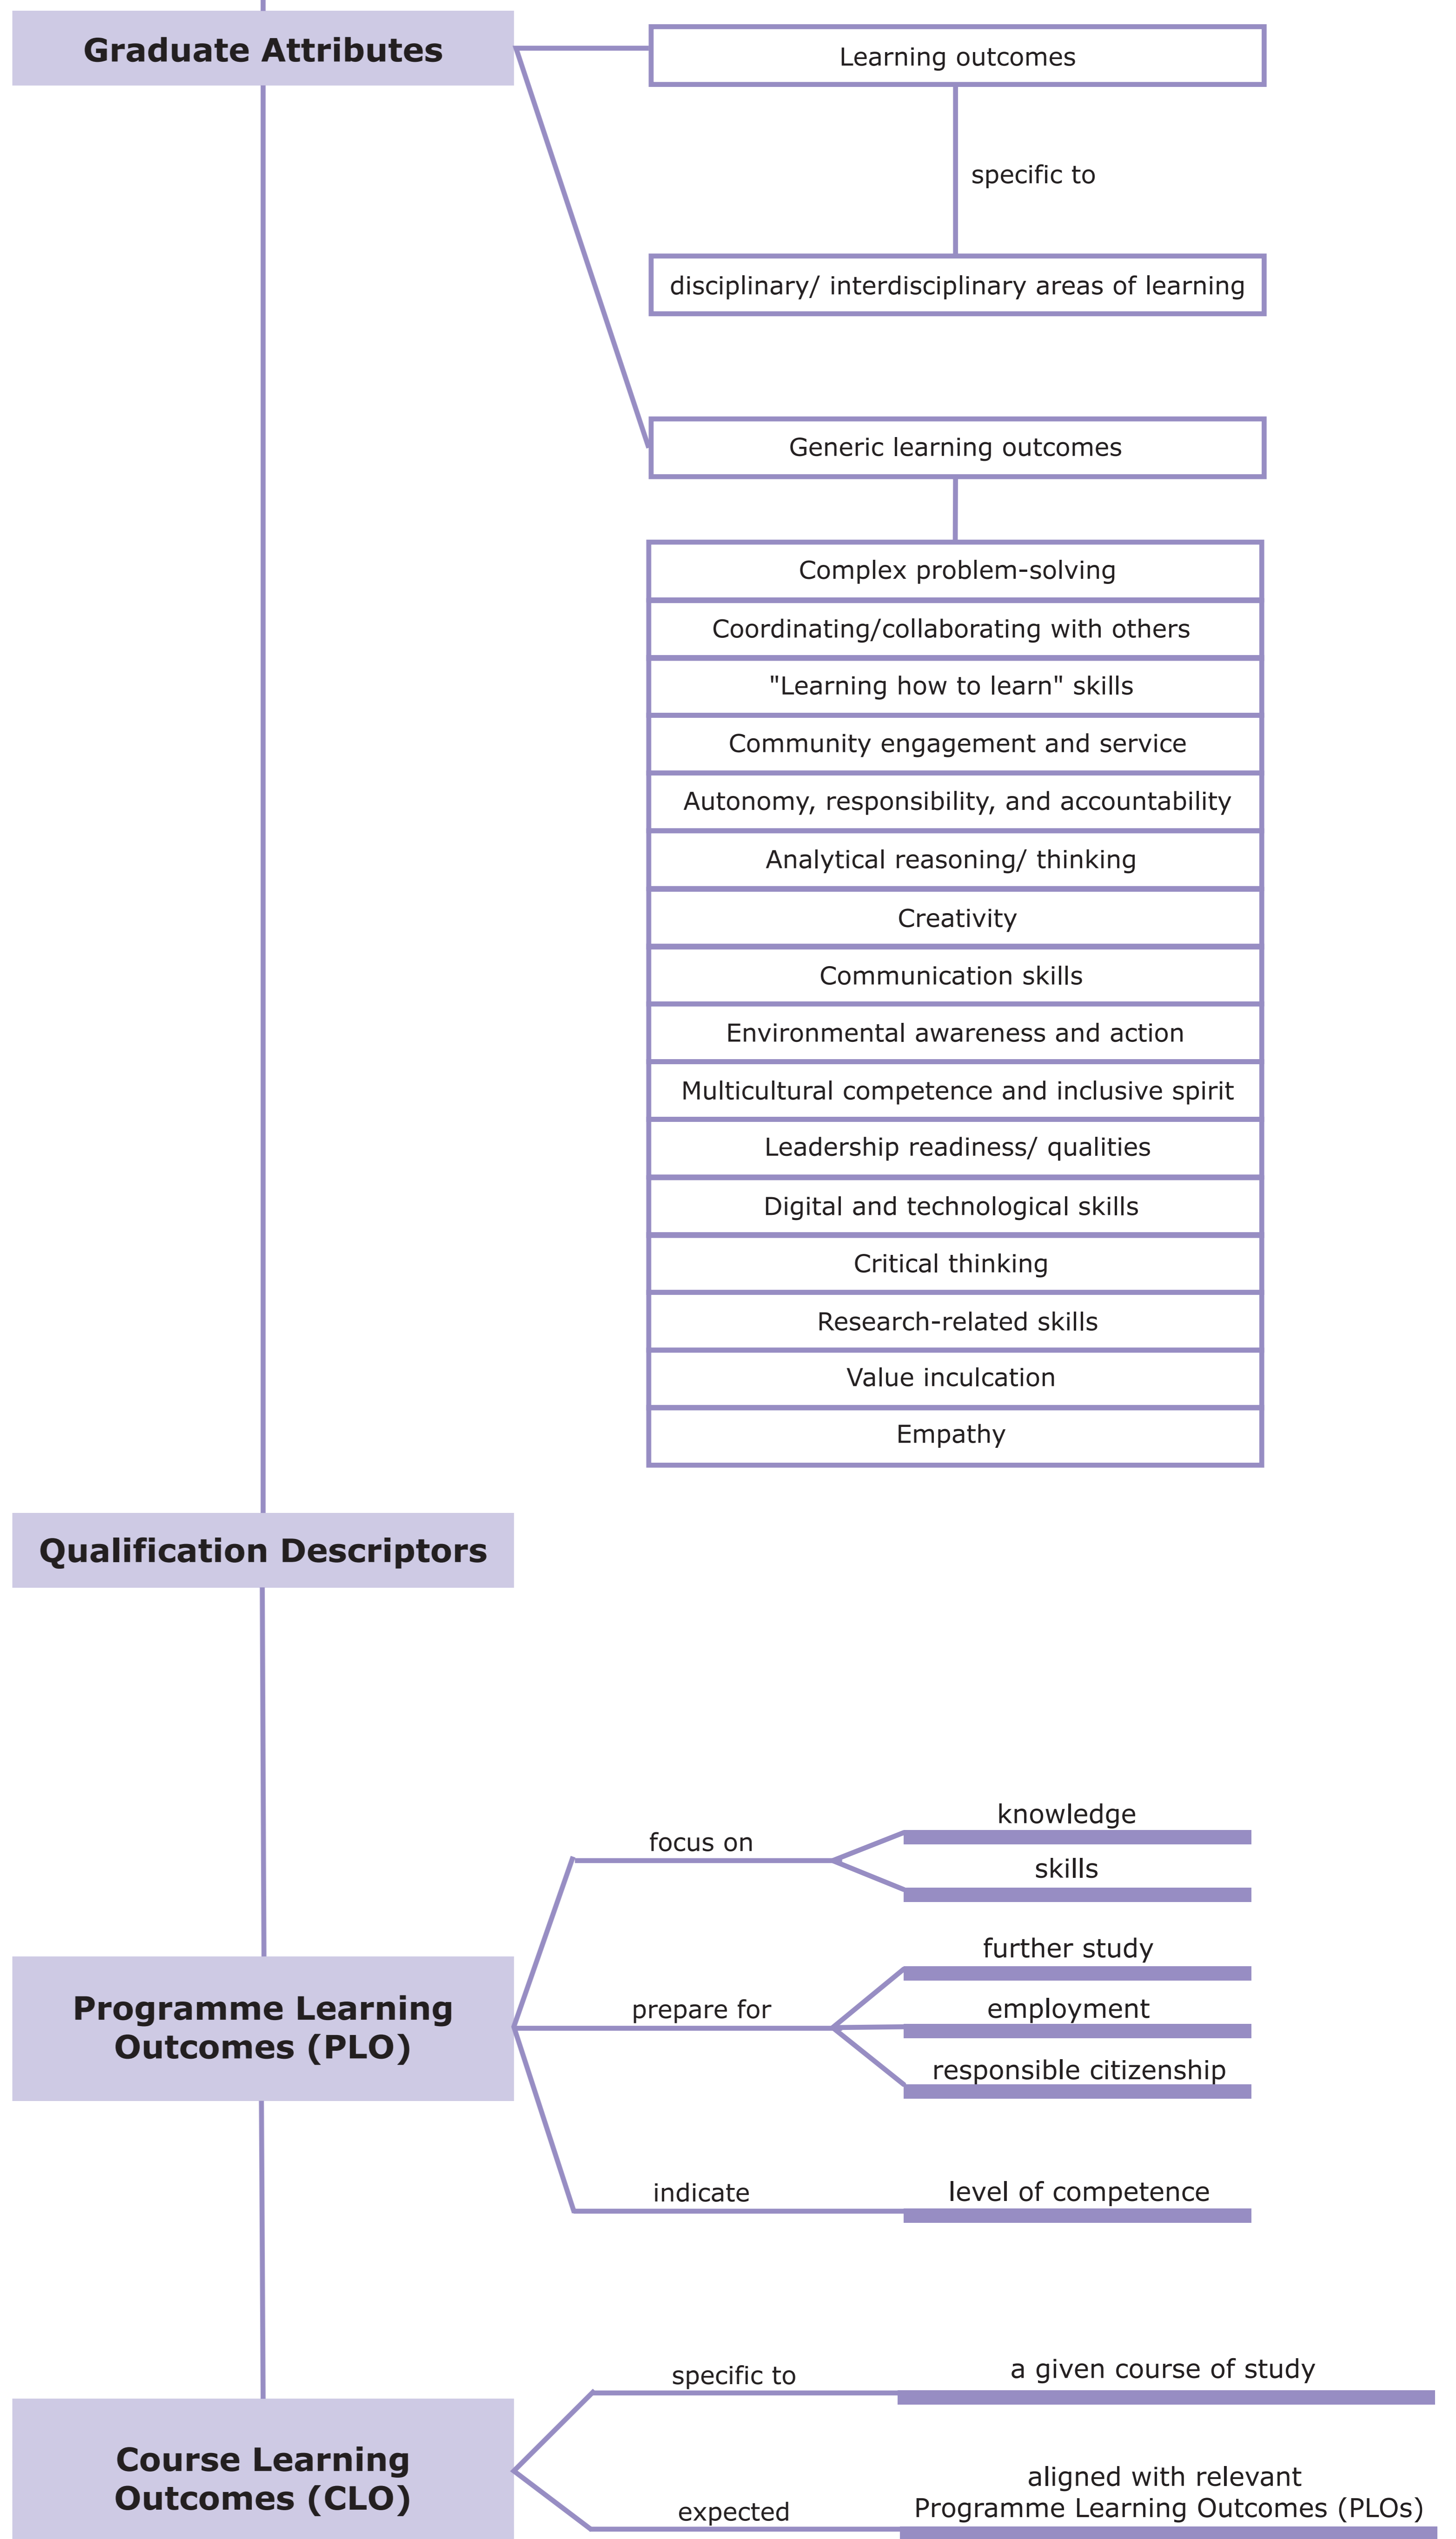 Graduate Attributes
Learning outcomes
specific to
disciplinary/ interdisciplinary areas of learning
Generic learning outcomes
Complex problem-solving
Coordinating/collaborating with others
"Learning how to learn" skills
Community engagement and service
Autonomy, responsibility, and accountability
Analytical reasoning/ thinking
Creativity
Communication skills
Environmental awareness and action
Multicultural competence and inclusive spirit
Leadership readiness/ qualities
Digital and technological skills
Critical thinking
Research-related skills
Value inculcation
Empathy
Qualification Descriptors
Programme Learning
Outcomes (PLO)
focus on
knowledge
skills
prepare for
further study
employment
responsible citizenship
indicate
level of competence
Course Learning
Outcomes (CLO)
specific to
a given course of study
expected
aligned with relevant
Programme Learning Outcomes (PLOs)